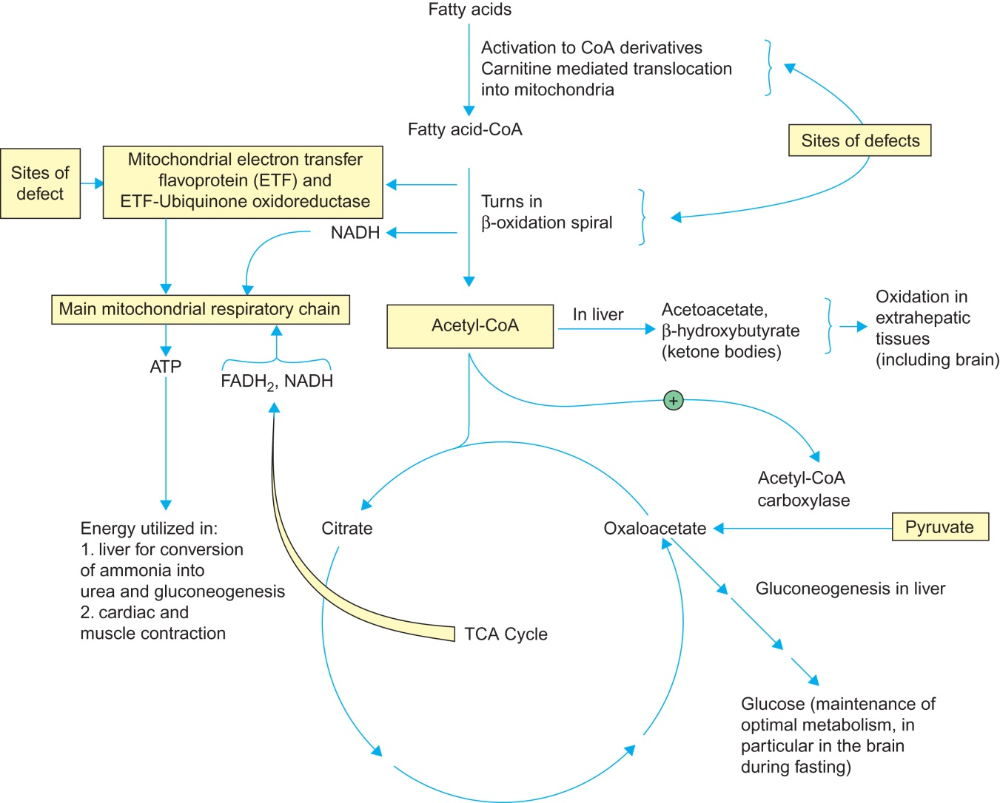 Fatty acids
Activation to CoA derivatives
Carnitine mediated translocation
into mitochondria
Fatty acid-CoA
Sites of defects
Sites of
defect
Mitochondrial electron transfer
flavoprotein (ETF) and
ETF-Ubiquinone oxidoreductase
Turns in
β-oxidation spiral
NADH
Main mitochondrial respiratory chain
Acetyl-CoA
In liver
Acetoacetate,
β-hydroxybutyrate
(ketone bodies)
Oxidation in
extrahepatic
tissues
(including brain)
ATP
FADH₂, NADH
+
Acetyl-CoA
carboxylase
Energy utilized in:
1. liver for conversion
of ammonia into
urea and gluconeogenesis
2. cardiac and
muscle contraction
Citrate
Oxaloacetate
Pyruvate
Gluconeogenesis in liver
TCA Cycle
Glucose (maintenance of
optimal metabolism, in
particular in the brain
during fasting)